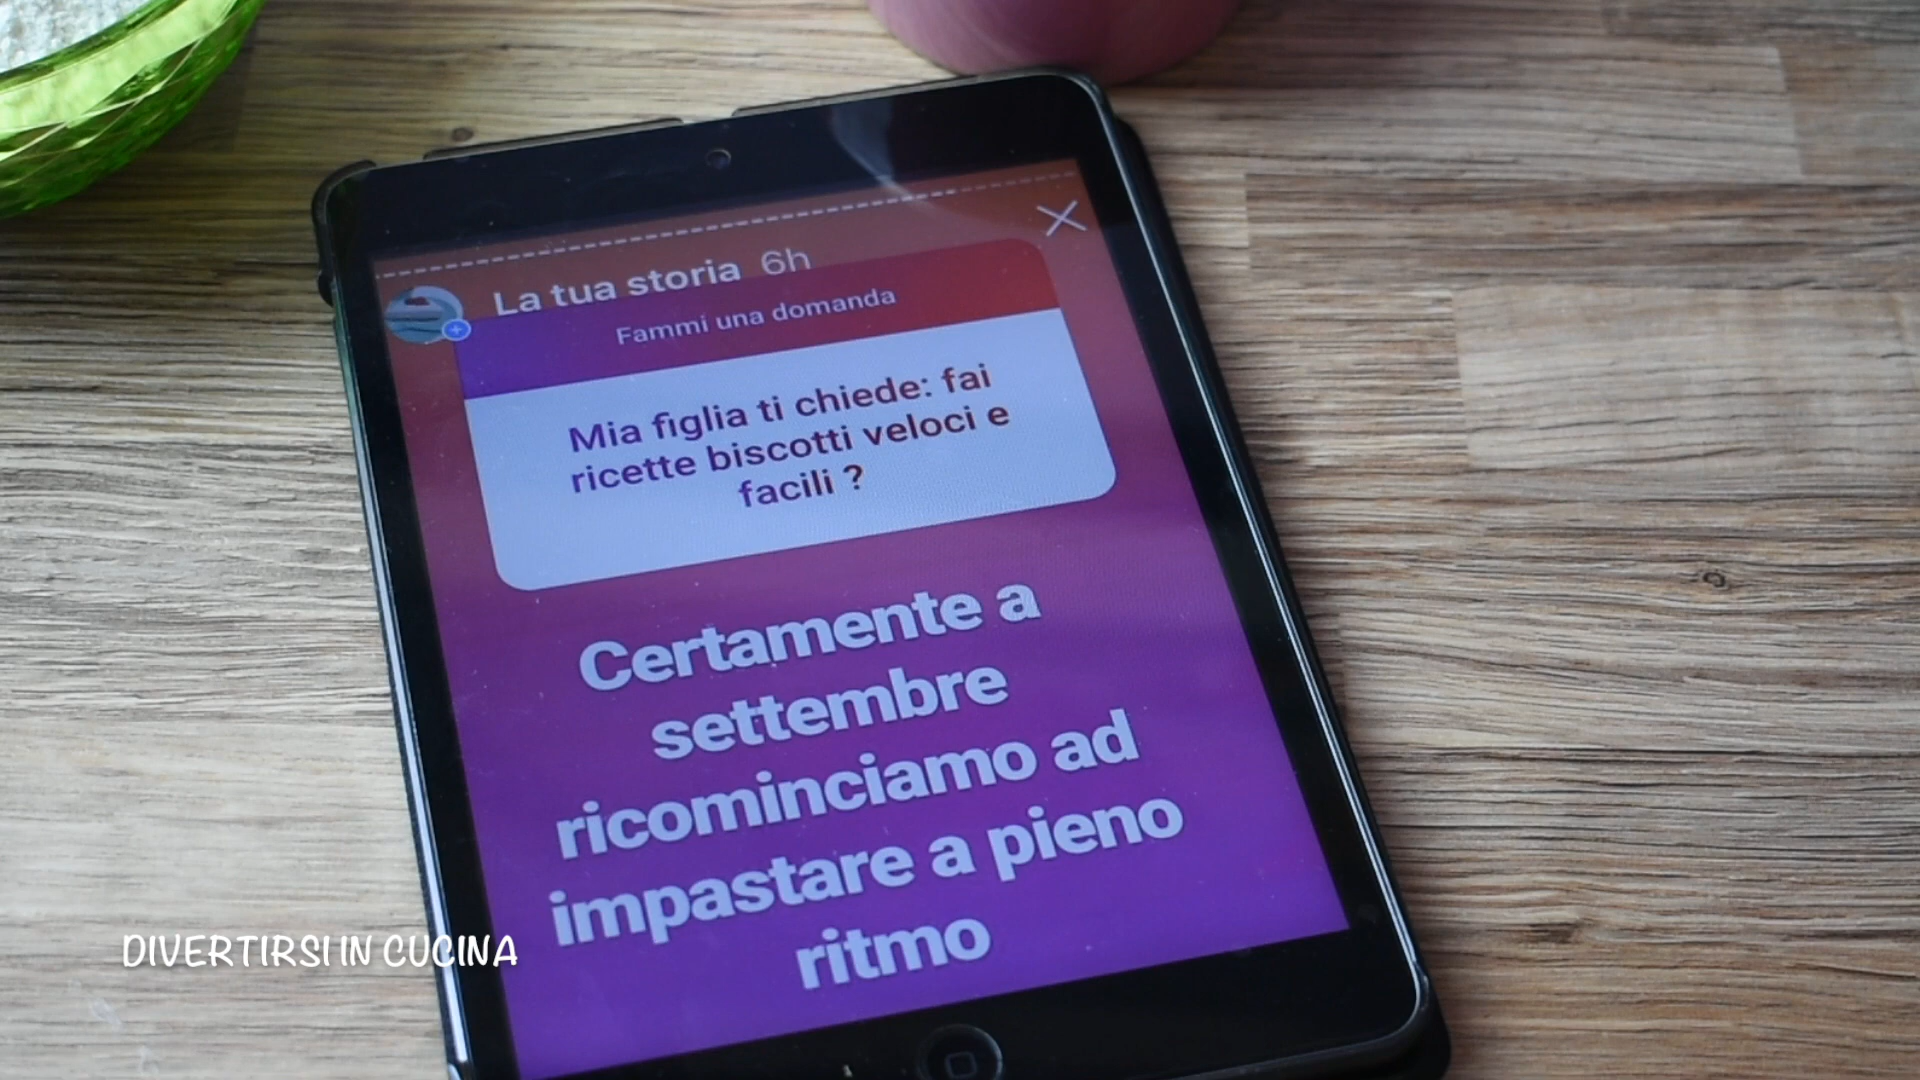 La tua storia 6h
Fammi una domanda
Mia figlia ti chiede: fai
ricette biscotti veloci e
facili ?
Certamente a
settembre
ricominciamo ad
impastare a pieno
ritmo
DIVERTIRSI IN CUCINA